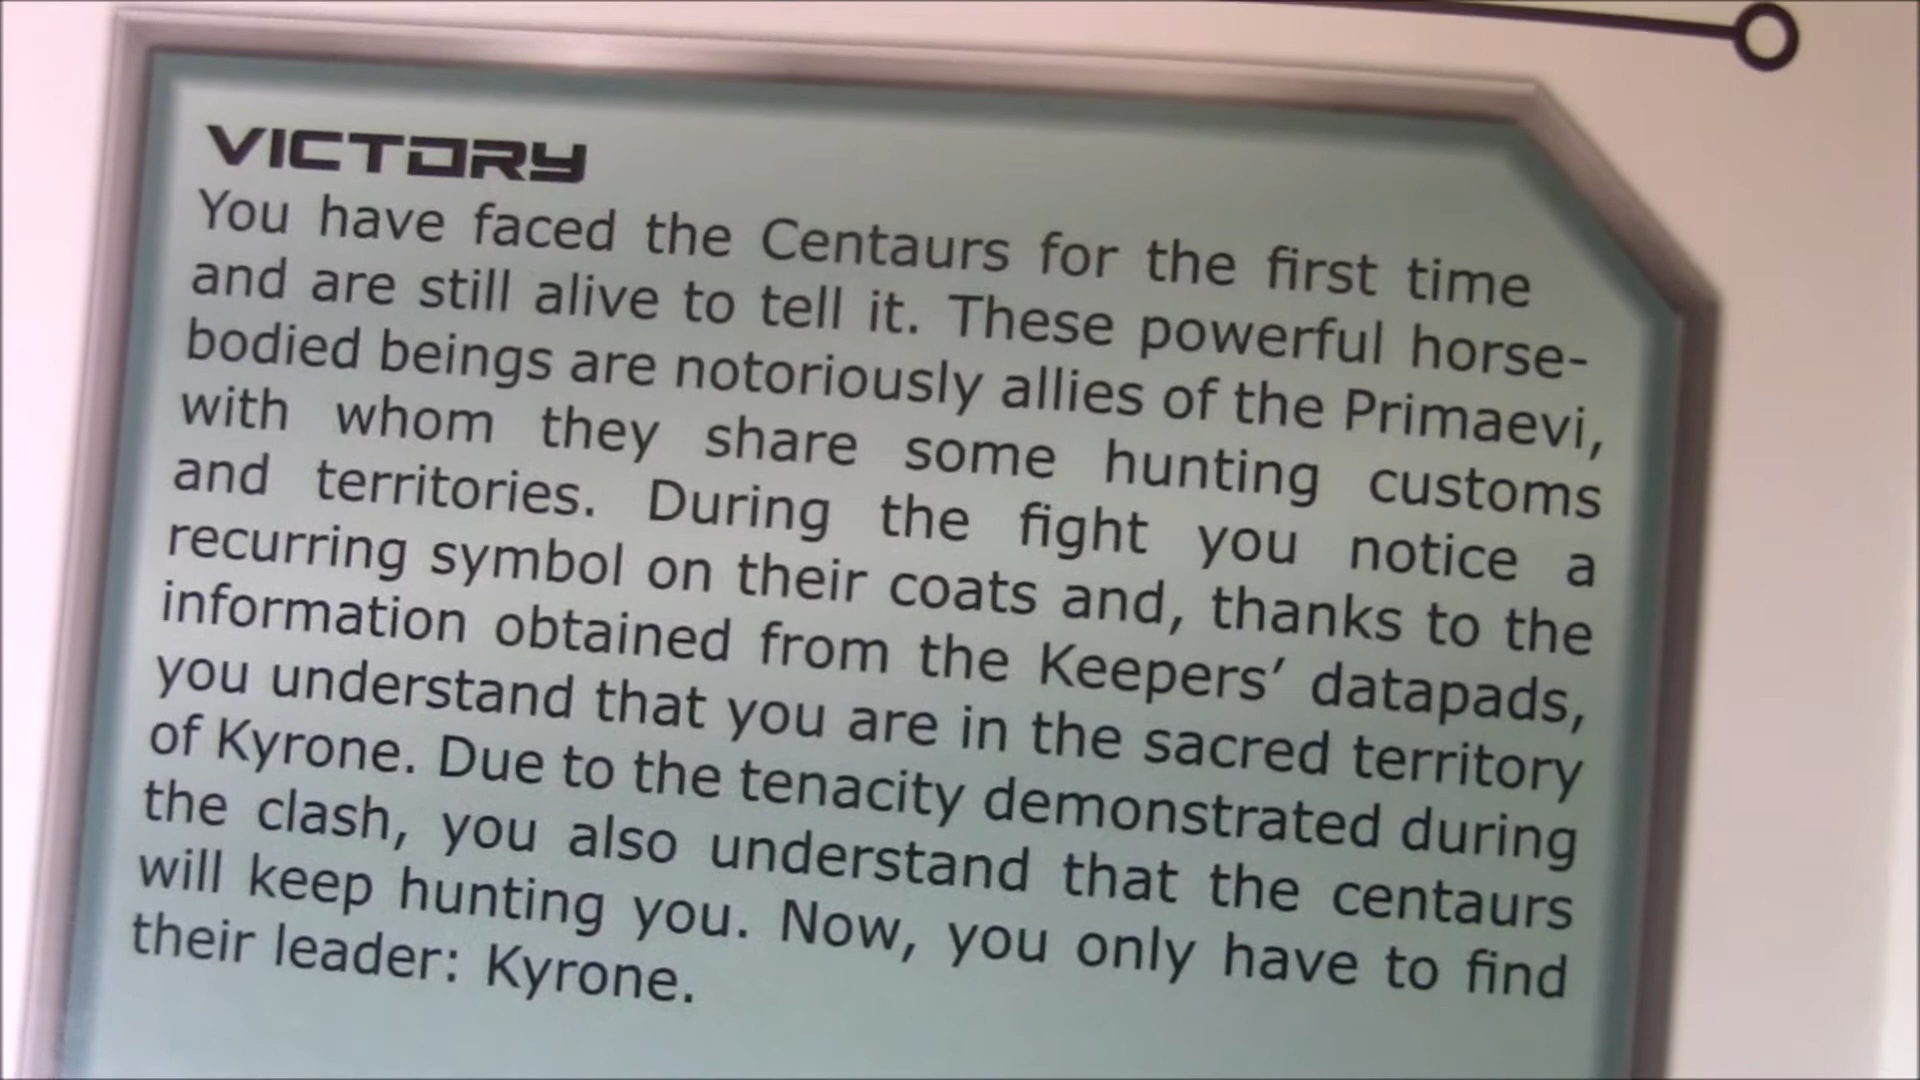 VICTORY
You have faced the Centaurs for the first time
and are still alive to tell it. These powerful horse-
bodied beings are notoriously allies of the Primaevi,
with whom they share some hunting customs
and territories. During the fight you notice a
recurring symbol on their coats and, thanks to the
information obtained from the Keepers’ datapads,
you understand that you are in the sacred territory
of Kyrone. Due to the tenacity demonstrated during
the clash, you also understand that the centaurs
will keep hunting you. Now, you only have to find
their leader: Kyrone.